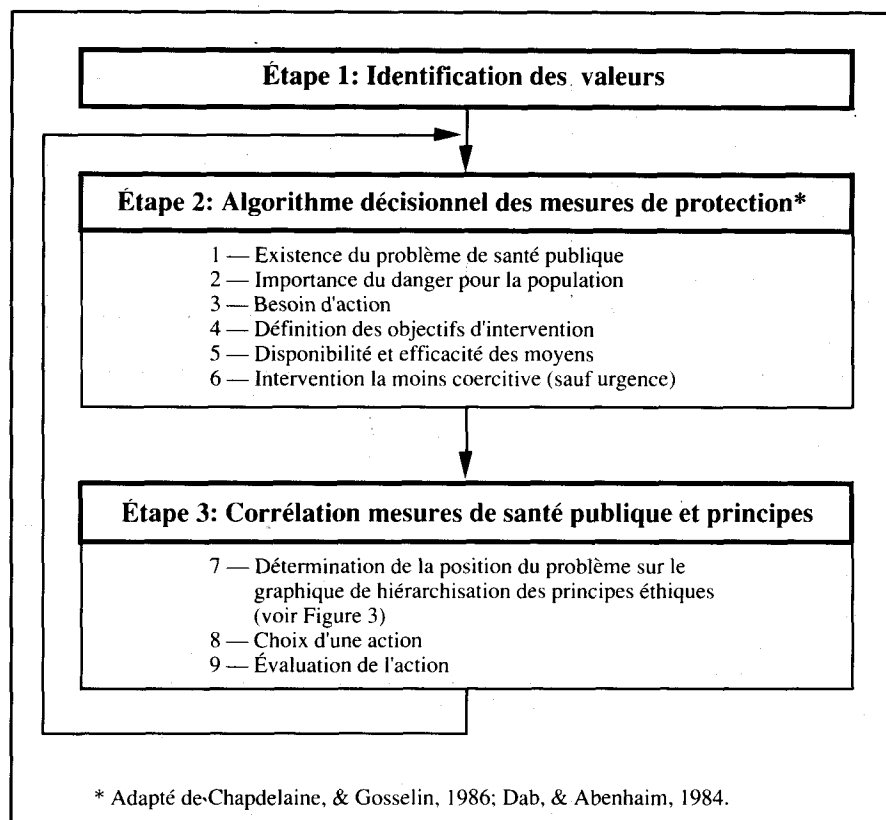 Étape 1: Identification des valeurs
Étape 2: Algorithme décisionnel des mesures de protection*
1 — Existence du problème de santé publique
2 — Importance du danger pour la population
3 — Besoin d'action
4 — Définition des objectifs d'intervention
5 — Disponibilité et efficacité des moyens
6 — Intervention la moins coercitive (sauf urgence)
Étape 3: Corrélation mesures de santé publique et principes
7 — Détermination de la position du problème sur le
graphique de hiérarchisation des principes éthiques
(voir Figure 3)
8 — Choix d'une action
9 — Évaluation de l'action
* Adapté de Chapdelaine, & Gosselin, 1986; Dab, & Abenhaim, 1984.